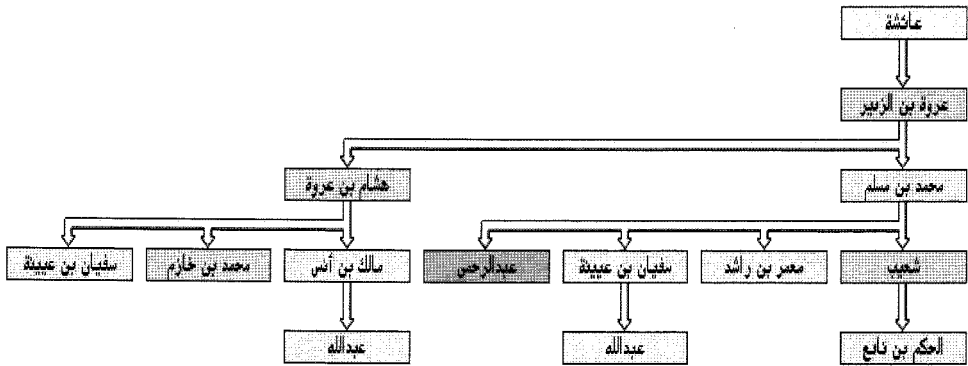 عائشة
عروة بن الزبير
محمد بن مسلم
هشام بن عروة
شعيب
معمر بن راشد
سفيان بن عيينة
عبدالرحمن
مالك بن أنس
محمد بن خازم
سفيان بن عيينة
الحكم بن نافع
عبدالله
عبدالله